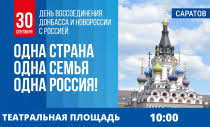 30
СЕНТЯБРЯ
ДЕНЬ ВОССОЕДИНЕНИЯ
ДОНБАССА И НОВОРОССИИ
С РОССИЕЙ
САРАТОВ
ОДНА СТРАНА
ОДНА СЕМЬЯ
ОДНА РОССИЯ!
ТЕАТРАЛЬНАЯ ПЛОЩАДЬ
10:00